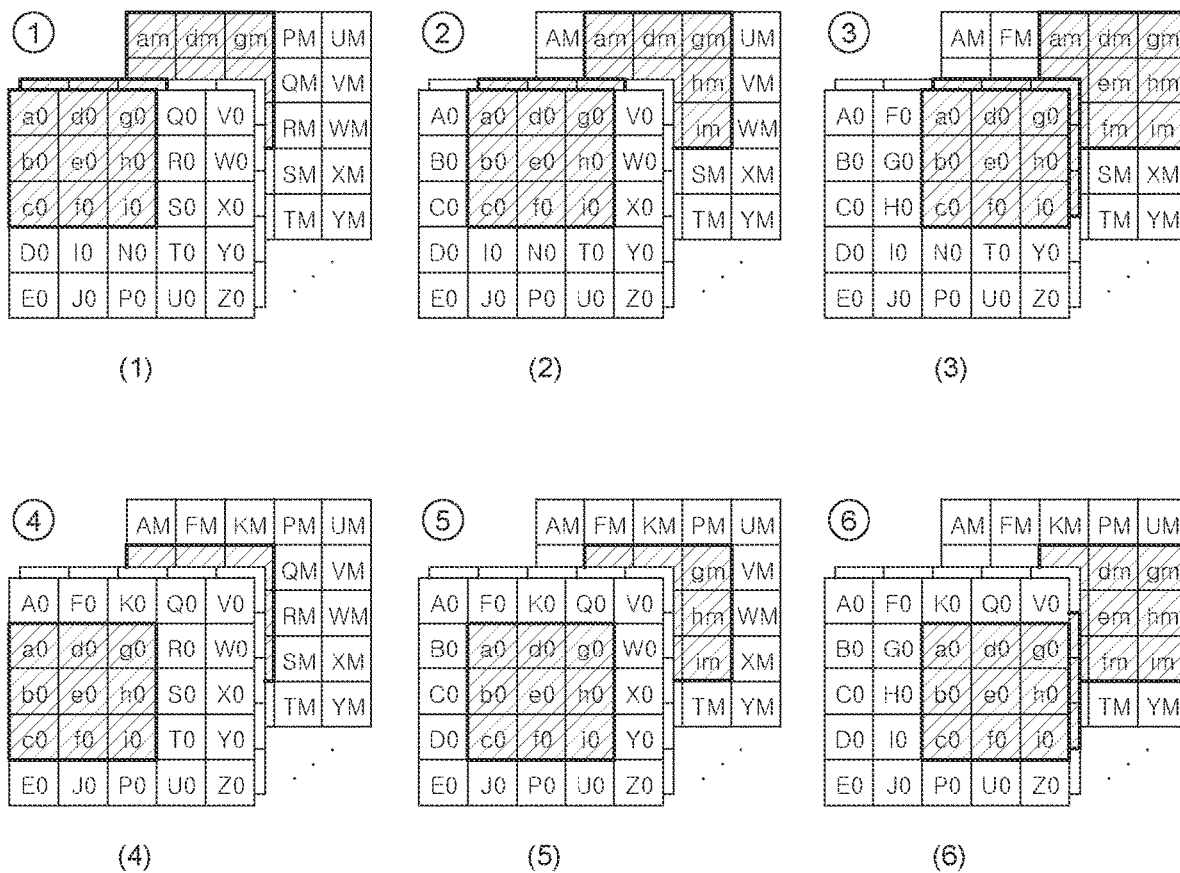 ①
am dm gm PM UM
QM VM
RM WM
SM XM
TM YM
a0 d0 g0 Q0 V0
b0 e0 h0 R0 W0
c0 f0 i0 S0 X0
D0 I0 N0 T0 Y0
E0 J0 P0 U0 Z0
(1)
②
AM am dm gm UM
hm VM
im WM
SM XM
TM YM
A0 a0 d0 g0 V0
B0 b0 e0 h0 W0
C0 c0 f0 i0 X0
D0 I0 N0 T0 Y0
E0 J0 P0 U0 Z0
(2)
③
AM FM am dm gm
em hm
fm im
SM XM
TM YM
A0 F0 a0 d0 g0
B0 G0 b0 e0 h0
C0 H0 c0 f0 i0
D0 I0 N0 T0 Y0
E0 J0 P0 U0 Z0
(3)
④
AM FM KM PM UM
QM VM
RM WM
SM XM
TM YM
A0 F0 K0 Q0 V0
a0 d0 g0 R0 W0
b0 e0 h0 S0 X0
c0 f0 i0 T0 Y0
E0 J0 P0 U0 Z0
(4)
⑤
AM FM KM PM UM
gm VM
hm WM
im XM
TM YM
A0 F0 K0 Q0 V0
B0 a0 d0 g0 W0
C0 b0 e0 h0 X0
D0 c0 f0 i0 Y0
E0 J0 P0 U0 Z0
(5)
⑥
AM FM KM PM UM
dm gm
em hm
fm im
TM YM
A0 F0 K0 Q0 V0
B0 G0 a0 d0 g0
C0 H0 b0 e0 h0
D0 I0 c0 f0 i0
E0 J0 P0 U0 Z0
(6)